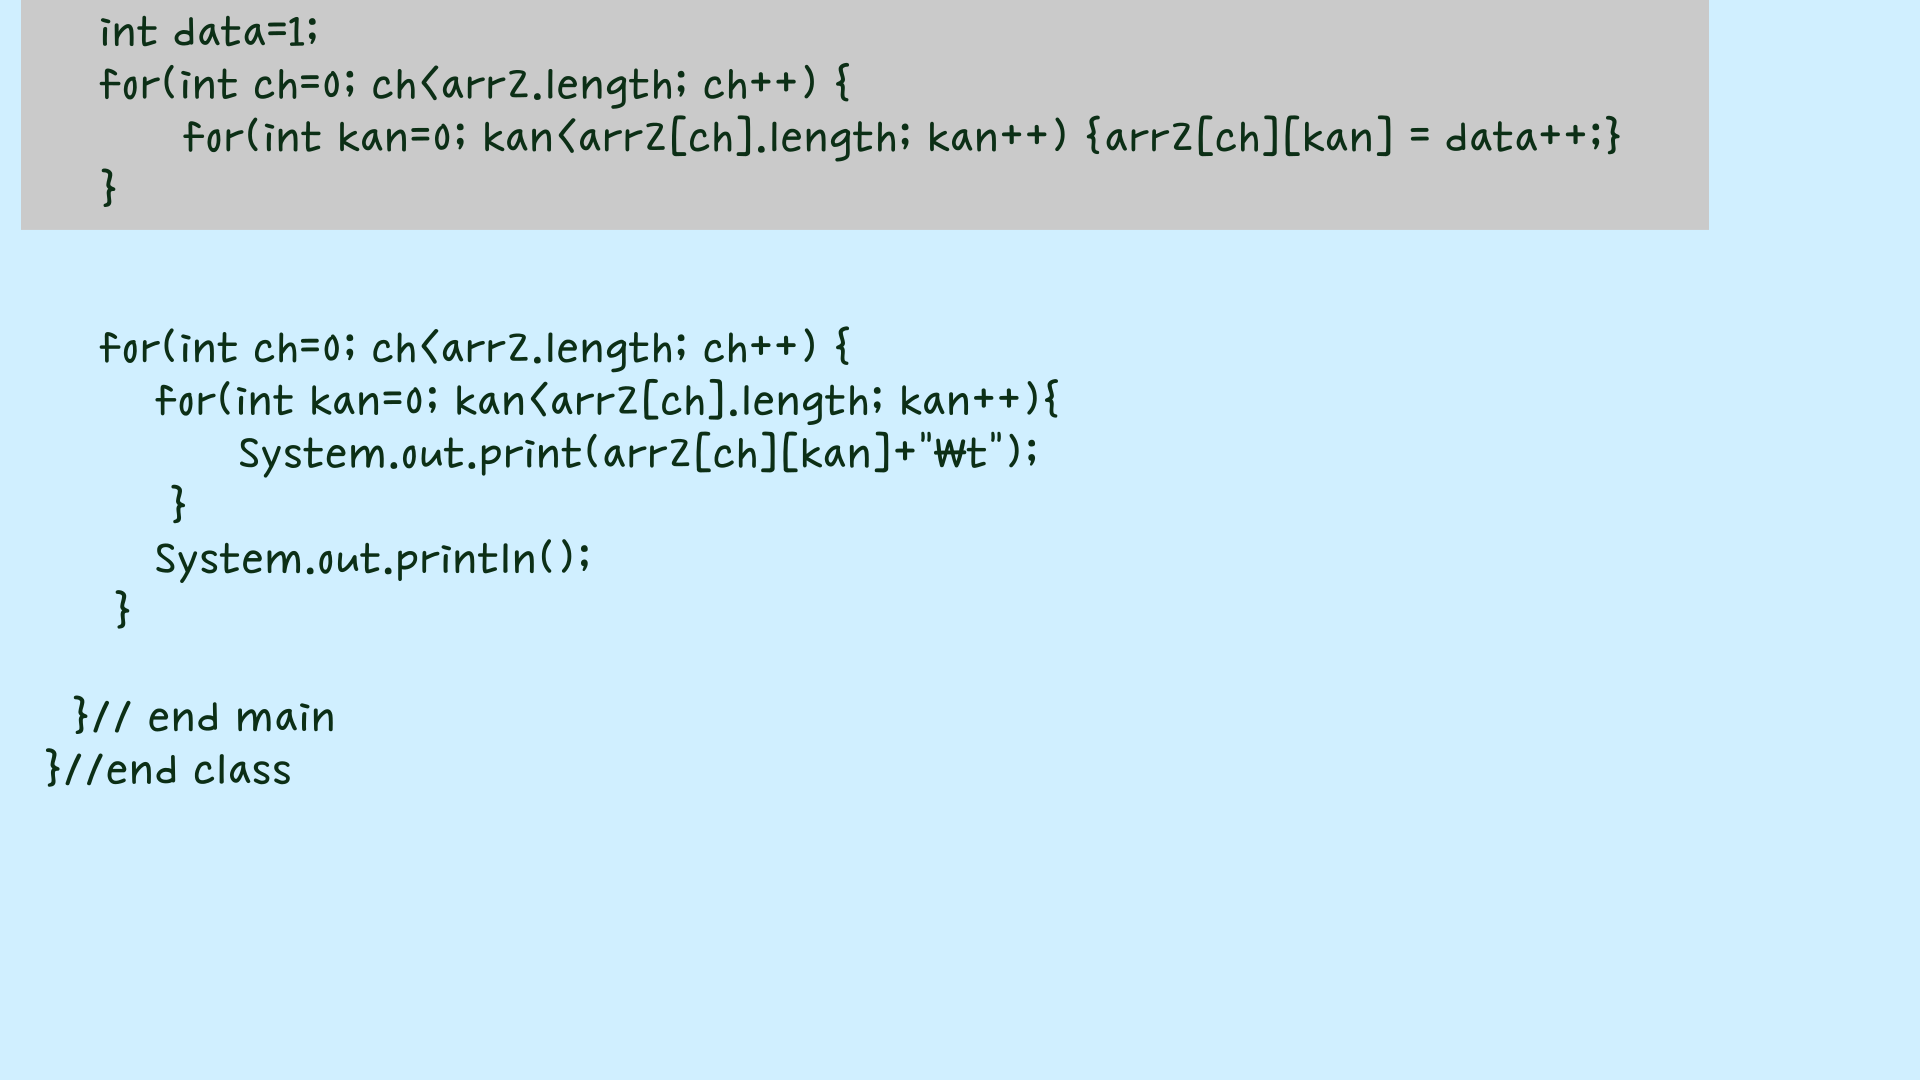 int data=1;
for(int ch=0; ch<arr2.length; ch++) {
for(int kan=0; kan<arr2[ch].length; kan++) {arr2[ch][kan] = data++;}
}
for(int ch=0; ch<arr2.length; ch++) {
for(int kan=0; kan<arr2[ch].length; kan++){
System.out.print(arr2[ch][kan]+"₩t");
}
System.out.println();
}
}// end main
}//end class